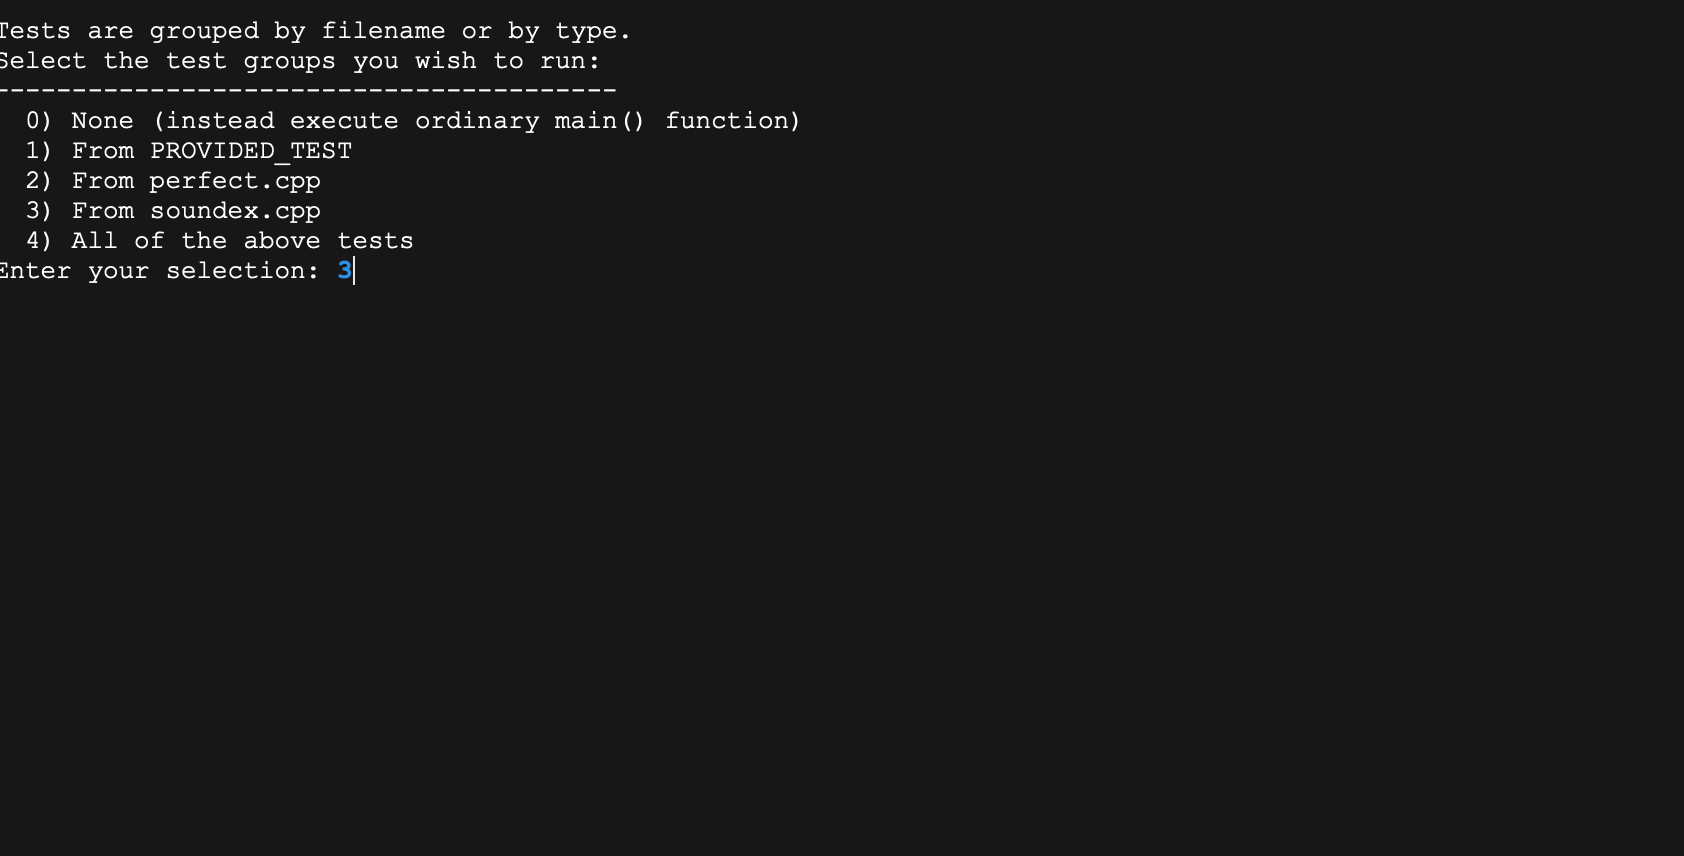 Tests are grouped by filename or by type.
Select the test groups you wish to run:
----------------------------------------
0) None (instead execute ordinary main() function)
1) From PROVIDED_TEST
2) From perfect.cpp
3) From soundex.cpp
4) All of the above tests
Enter your selection: 3